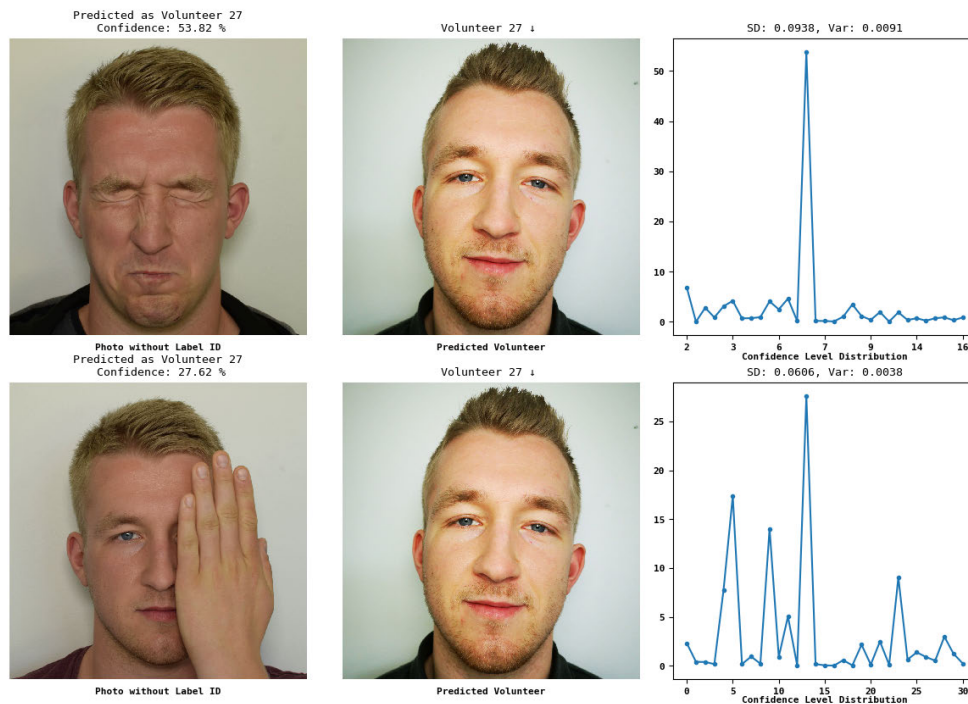 Predicted as Volunteer 27
Confidence: 53.82 %
Volunteer 27 ↓
SD: 0.0938, Var: 0.0091
50
40
30
20
10
0
2 3 6 7 9 14 16
Photo without Label ID
Predicted Volunteer
Confidence Level Distribution
Predicted as Volunteer 27
Confidence: 27.62 %
Volunteer 27 ↓
SD: 0.0606, Var: 0.0038
25
20
15
10
5
0
0 5 10 15 20 25 30
Photo without Label ID
Predicted Volunteer
Confidence Level Distribution